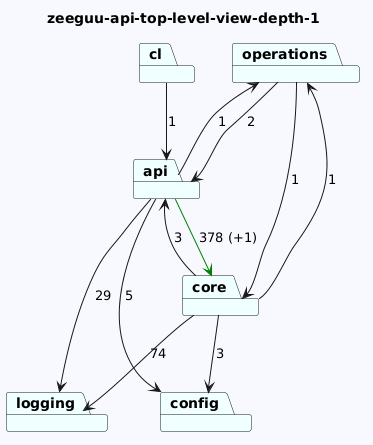 zeeguu-api-top-level-view-depth-1
cl
operations
1
1
2
api
1
1
3
378 (+1)
core
29
5
74
3
logging
config